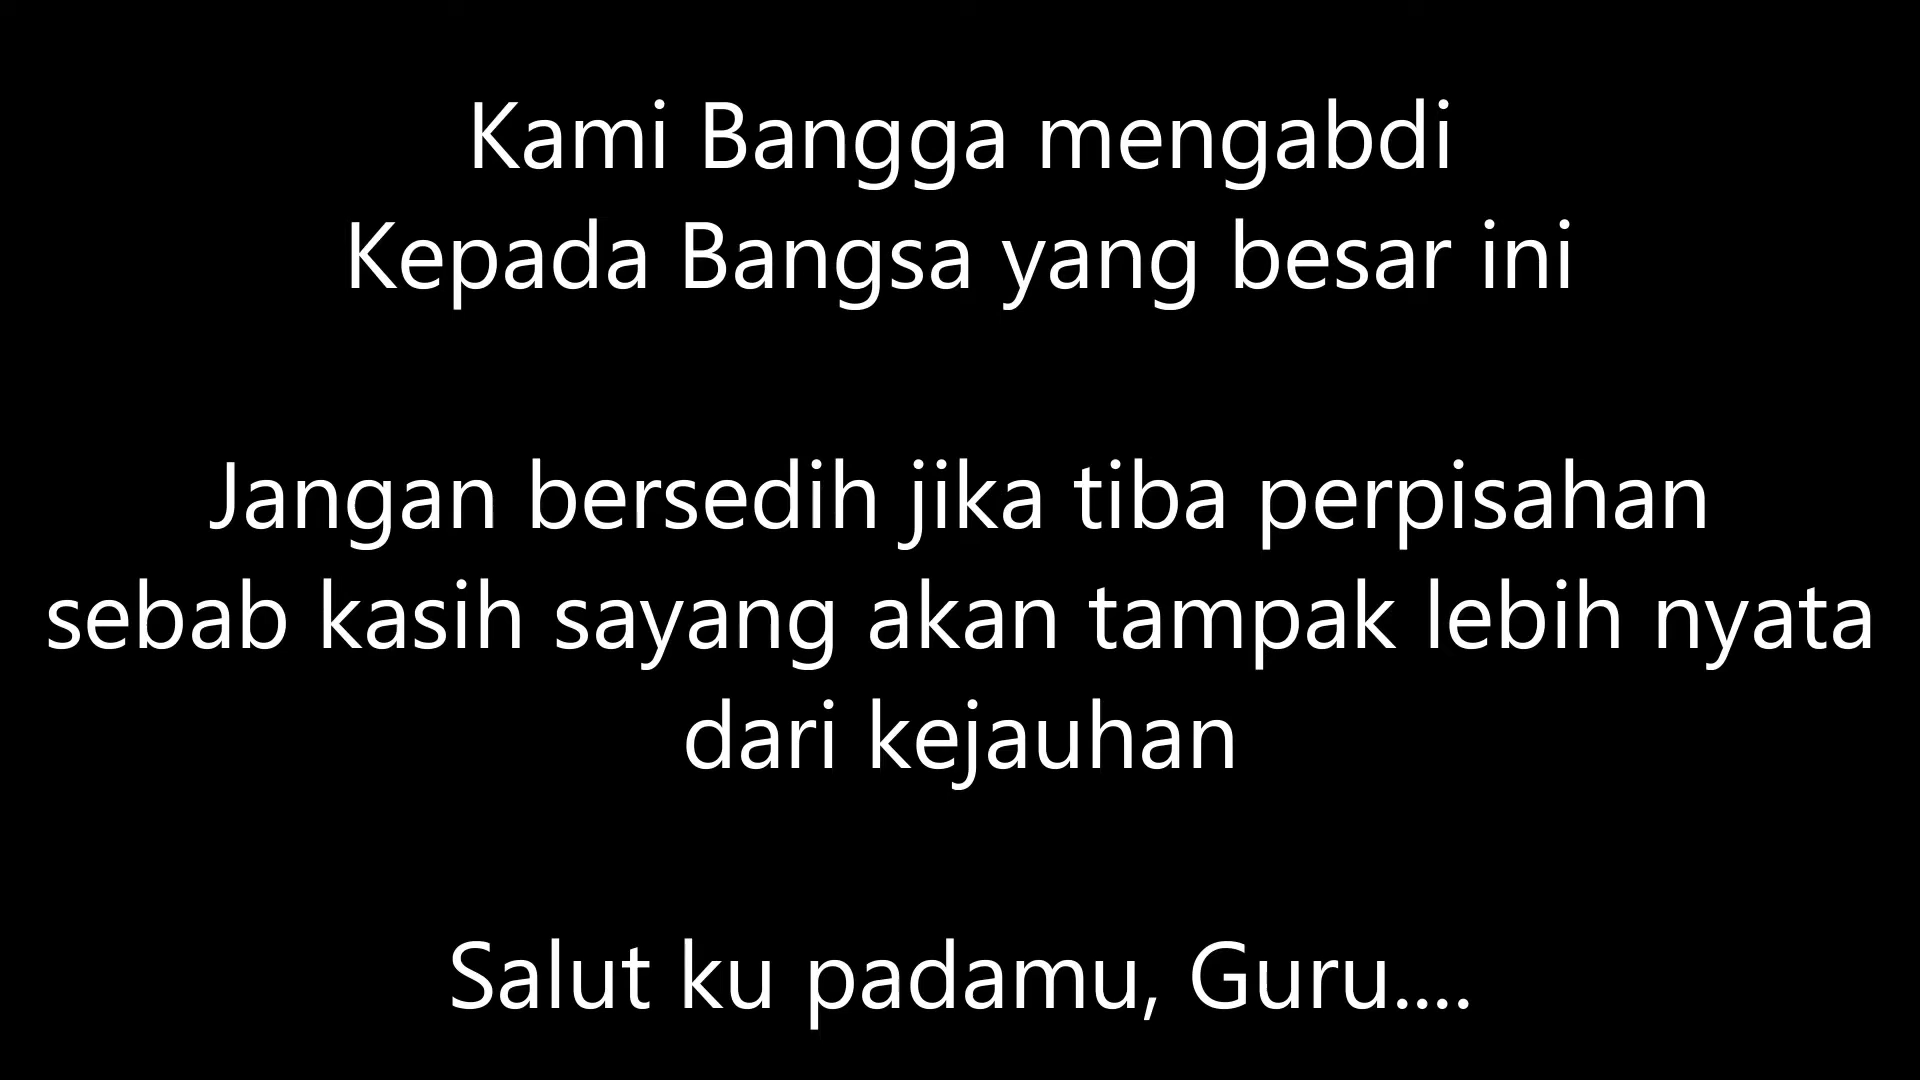 Kami Bangga mengabdi
Kepada Bangsa yang besar ini
Jangan bersedih jika tiba perpisahan
sebab kasih sayang akan tampak lebih nyata
dari kejauhan
Salut ku padamu, Guru....